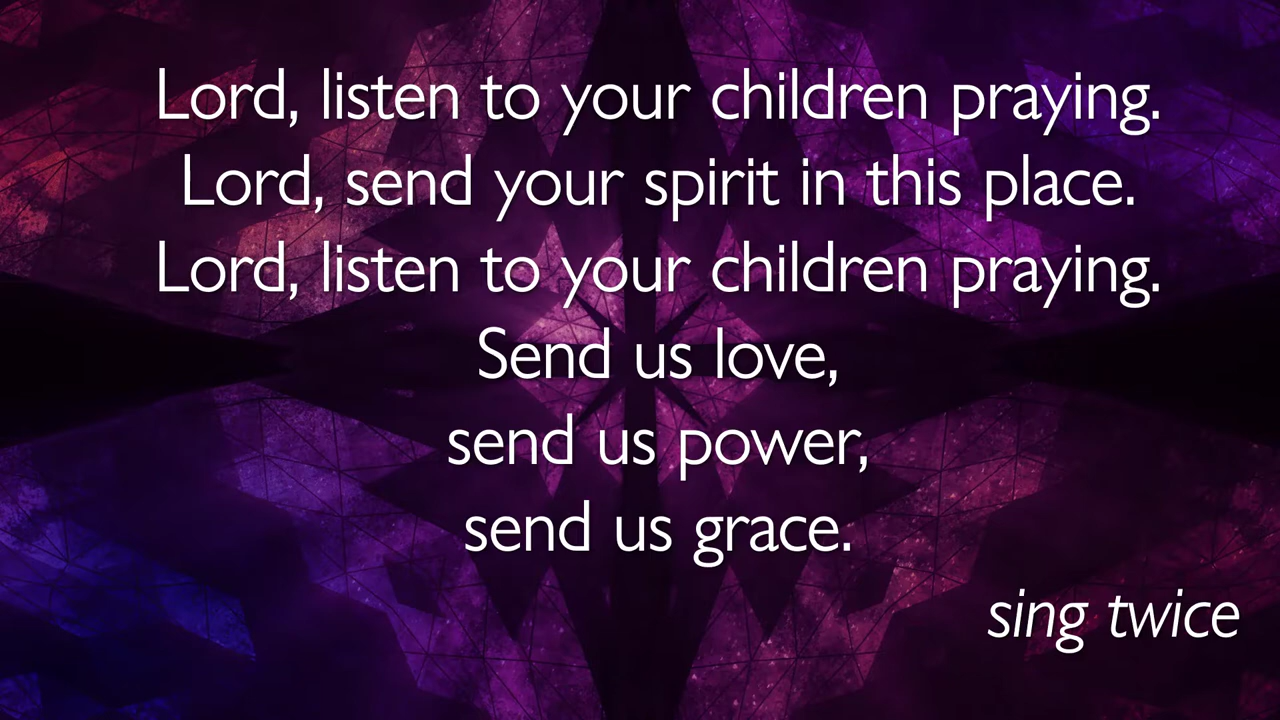 Lord, listen to your children praying.
Lord, send your spirit in this place.
Lord, listen to your children praying.
Send us love,
send us power,
send us grace.
sing twice